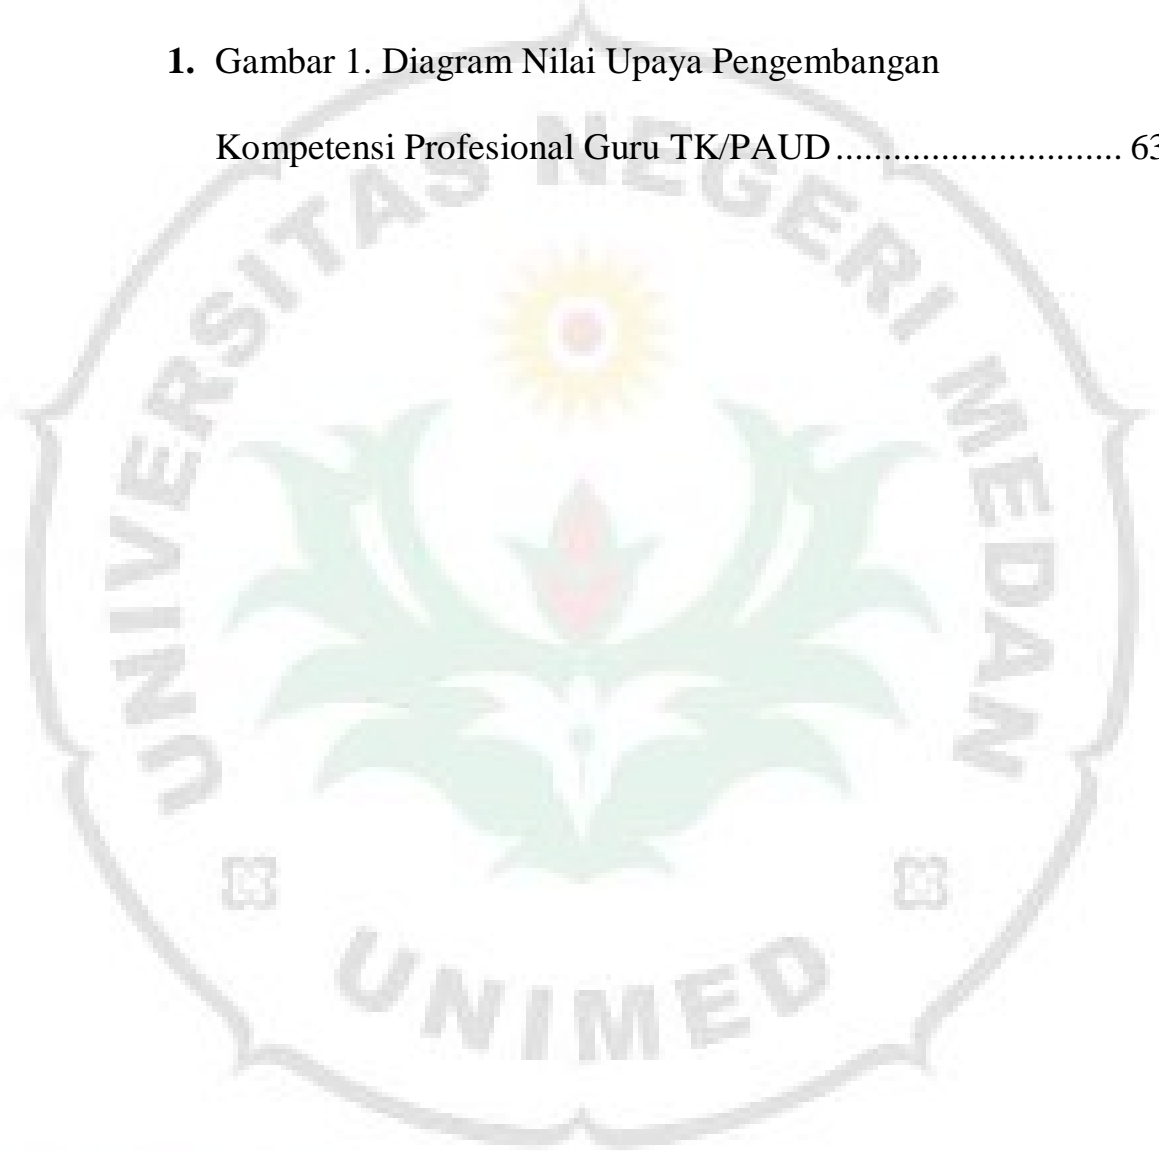 1. Gambar 1. Diagram Nilai Upaya Pengembangan
Kompetensi Profesional Guru TK/PAUD .............................. 63
UNIVERSITAS NEGERI MEDAN
UNIMED